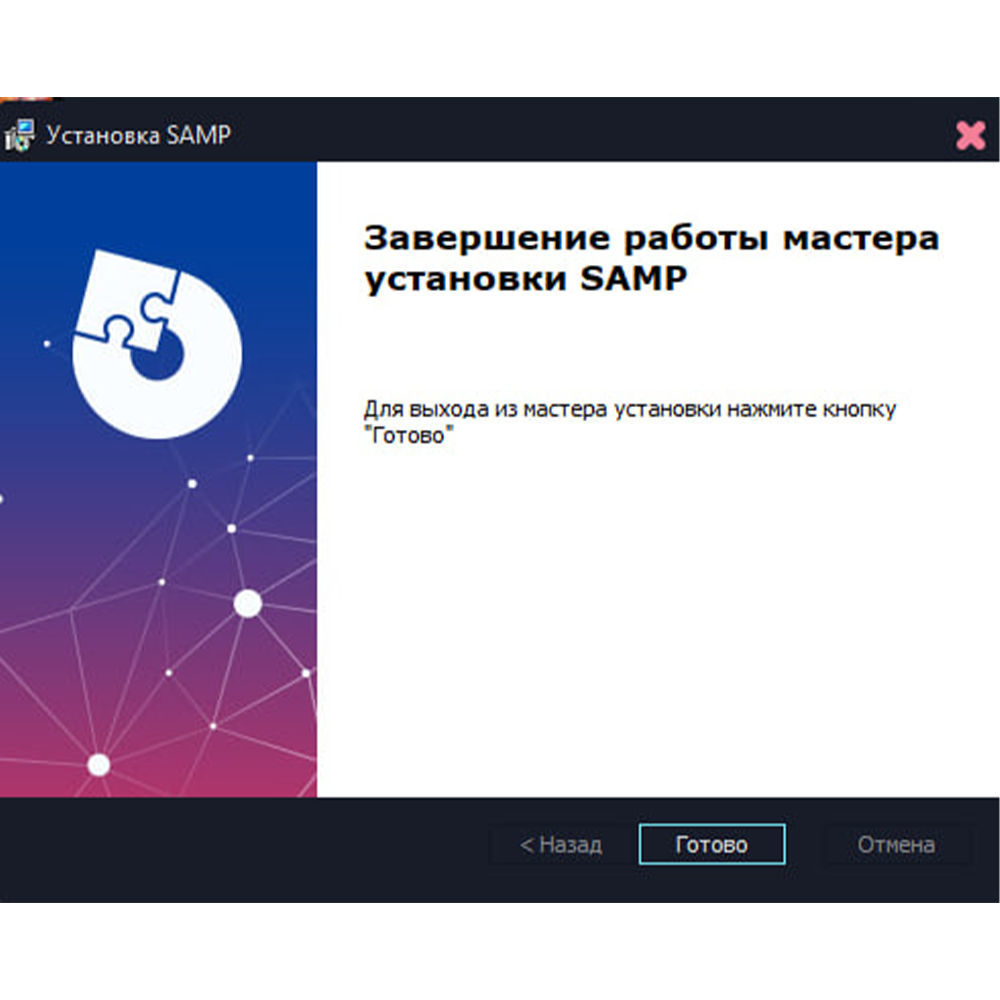 Установка SAMP
Завершение работы мастера
установки SAMP
Для выхода из мастера установки нажмите кнопку
"Готово"
< Назад
Готово
Отмена